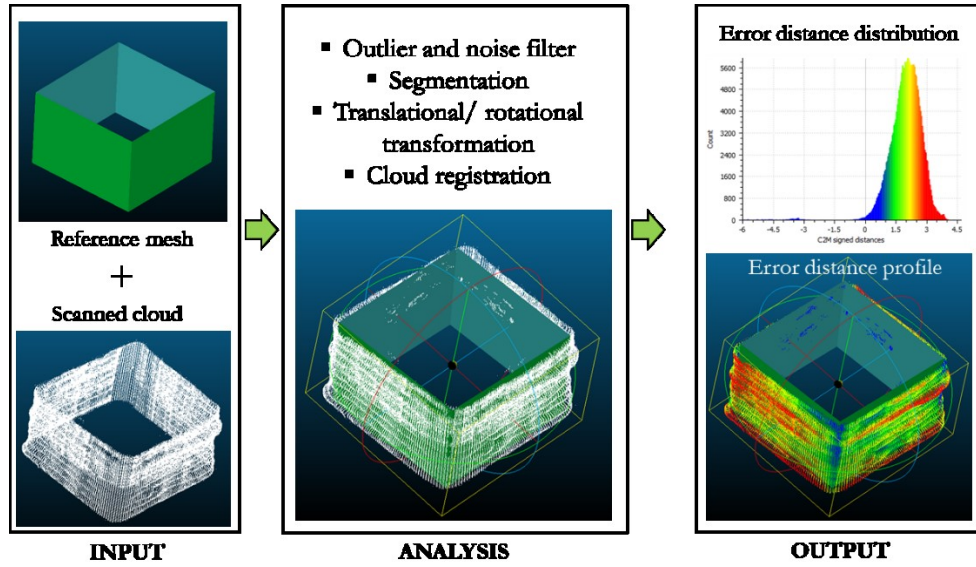 Reference mesh
+
Scanned cloud
INPUT
▪ Outlier and noise filter
▪ Segmentation
▪ Translational/ rotational
transformation
▪ Cloud registration
ANALYSIS
Error distance distribution
5600
4800
4000
3200
2400
1600
800
0
Count
-6 -4.5 -3 -1.5 0 1.5 3 4.5
C2M signed distances
Error distance profile
OUTPUT